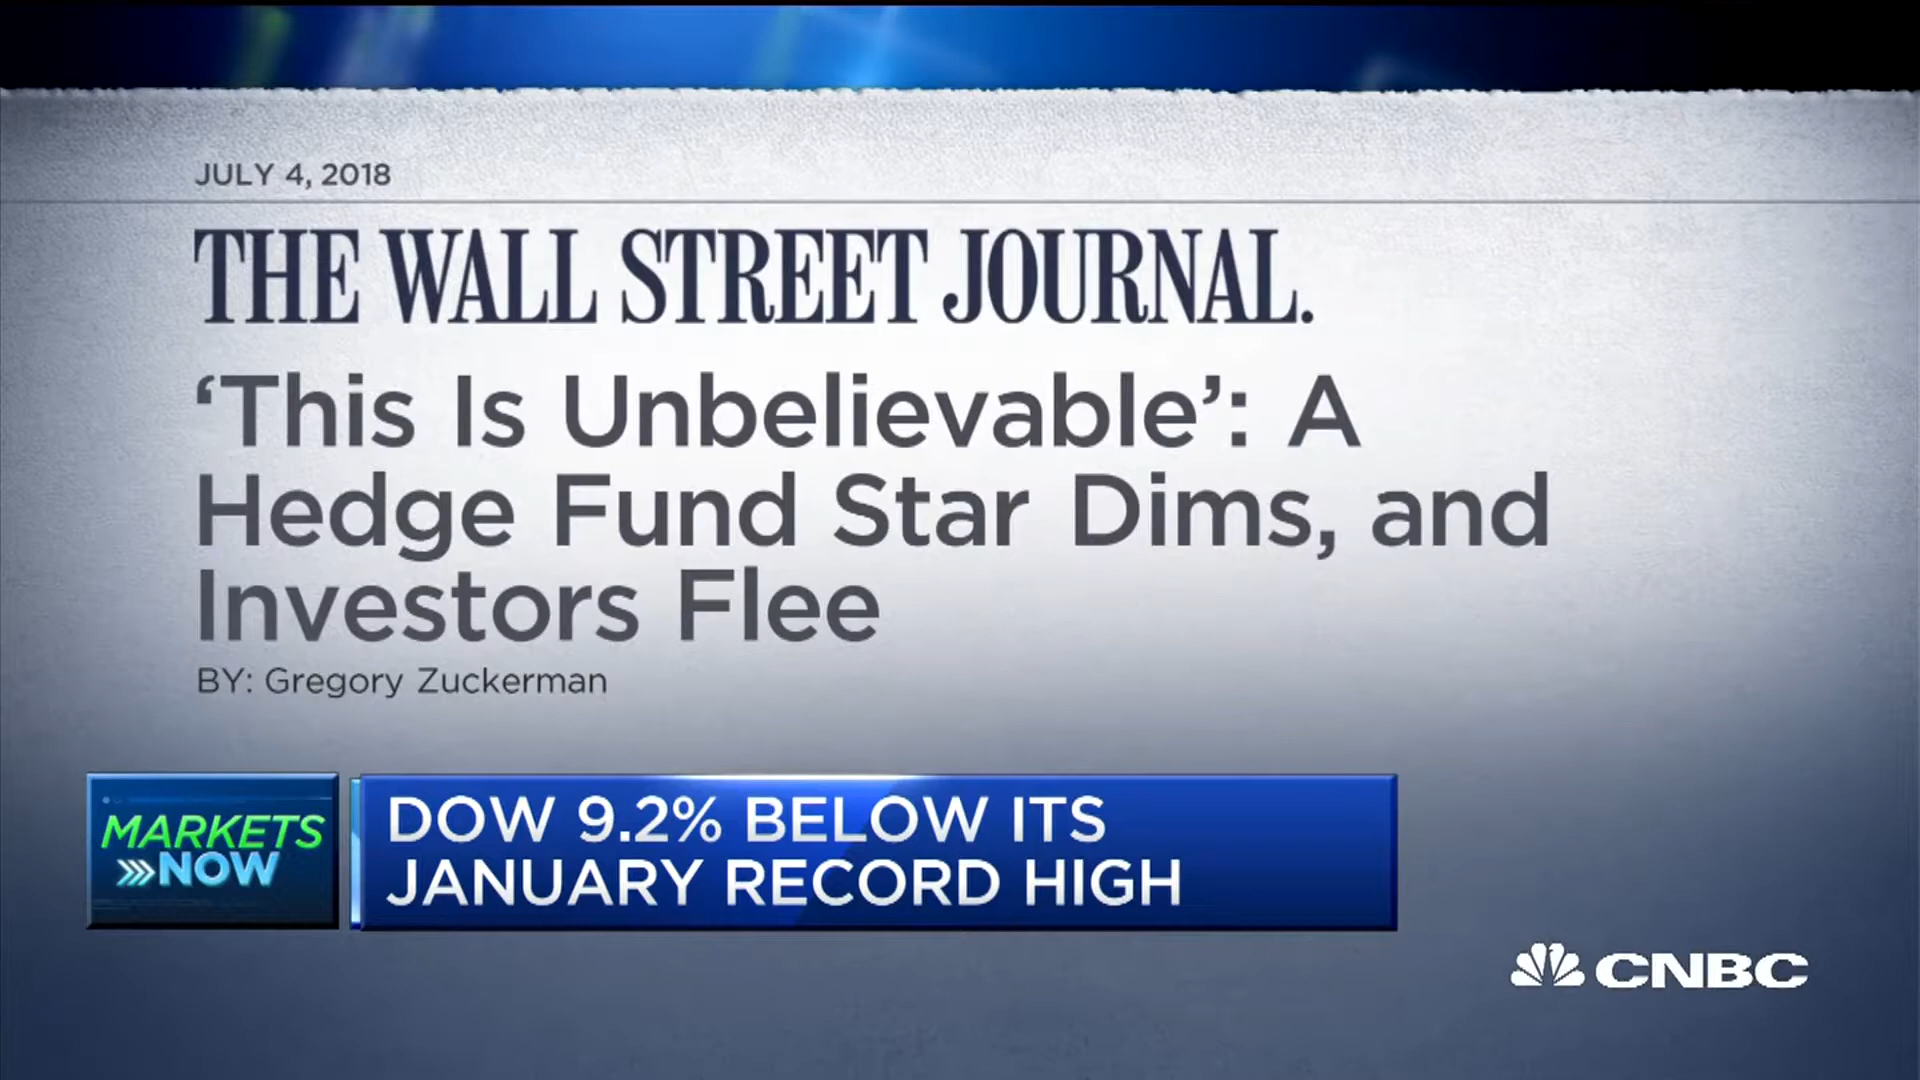 JULY 4, 2018
THE WALL STREET JOURNAL.
‘This Is Unbelievable’: A
Hedge Fund Star Dims, and
Investors Flee
BY: Gregory Zuckerman
MARKETS
NOW
DOW 9.2% BELOW ITS
JANUARY RECORD HIGH
CNBC